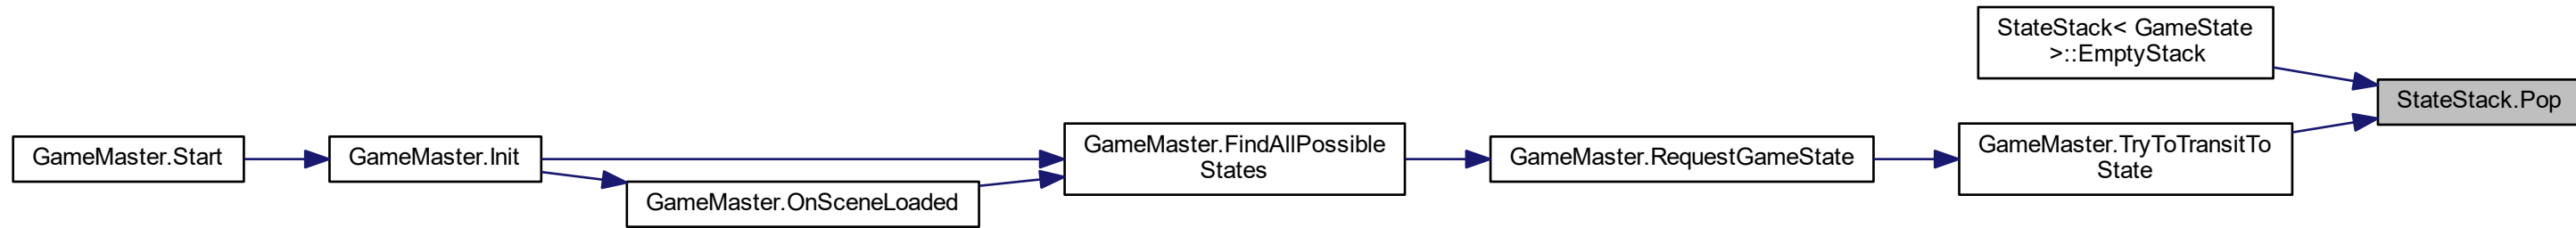 StateStack< GameState
>::EmptyStack
StateStack.Pop
GameMaster.Start
GameMaster.Init
GameMaster.OnSceneLoaded
GameMaster.FindAllPossible
States
GameMaster.RequestGameState
GameMaster.TryToTransitTo
State